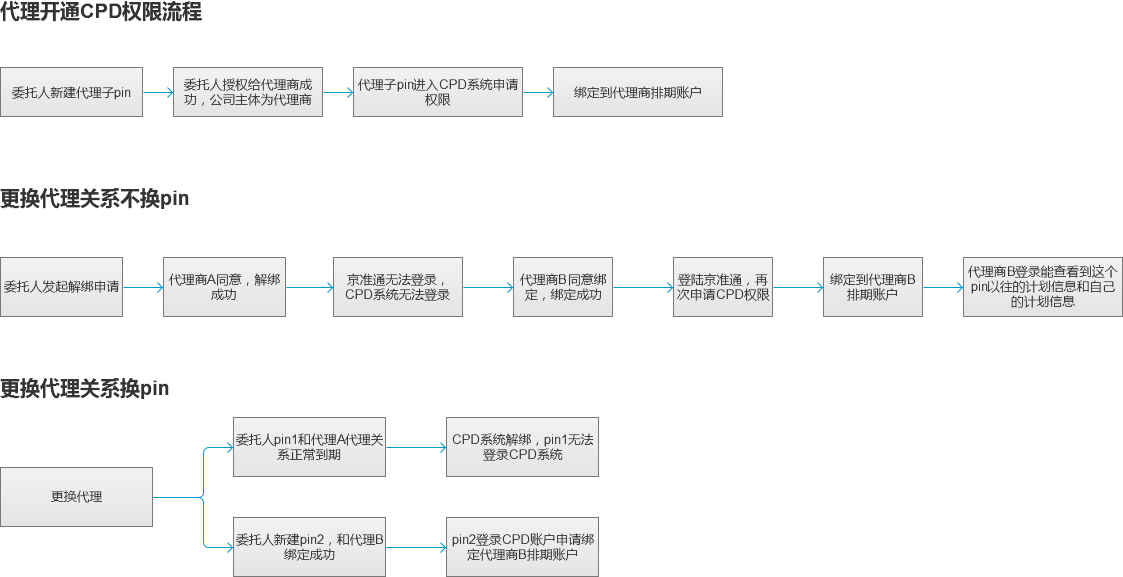 代理开通CPD权限流程
委托人新建代理子pin
委托人授权给代理商成
功，公司主体为代理商
代理子pin进入CPD系统申请
权限
绑定到代理商排期账户
更换代理关系不换pin
委托人发起解绑申请
代理商A同意，解绑
成功
京准通无法登录，
CPD系统无法登录
代理商B同意绑
定，绑定成功
登陆京准通，再
次申请CPD权限
绑定到代理商B
排期账户
代理商B登录能查看到这个
pin以往的计划信息和自己
的计划信息
更换代理关系换pin
更换代理
委托人pin1和代理A代理关
系正常到期
CPD系统解绑，pin1无法
登录CPD系统
委托人新建pin2，和代理B
绑定成功
pin2登录CPD账户申请绑
定代理商B排期账户